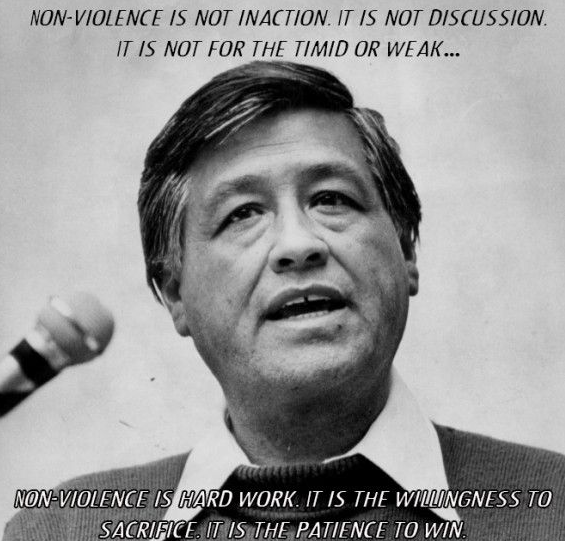 NON-VIOLENCE IS NOT INACTION. IT IS NOT DISCUSSION.
IT IS NOT FOR THE TIMID OR WEAK...
NON-VIOLENCE IS HARD WORK. IT IS THE WILLINGNESS TO
SACRIFICE. IT IS THE PATIENCE TO WIN.